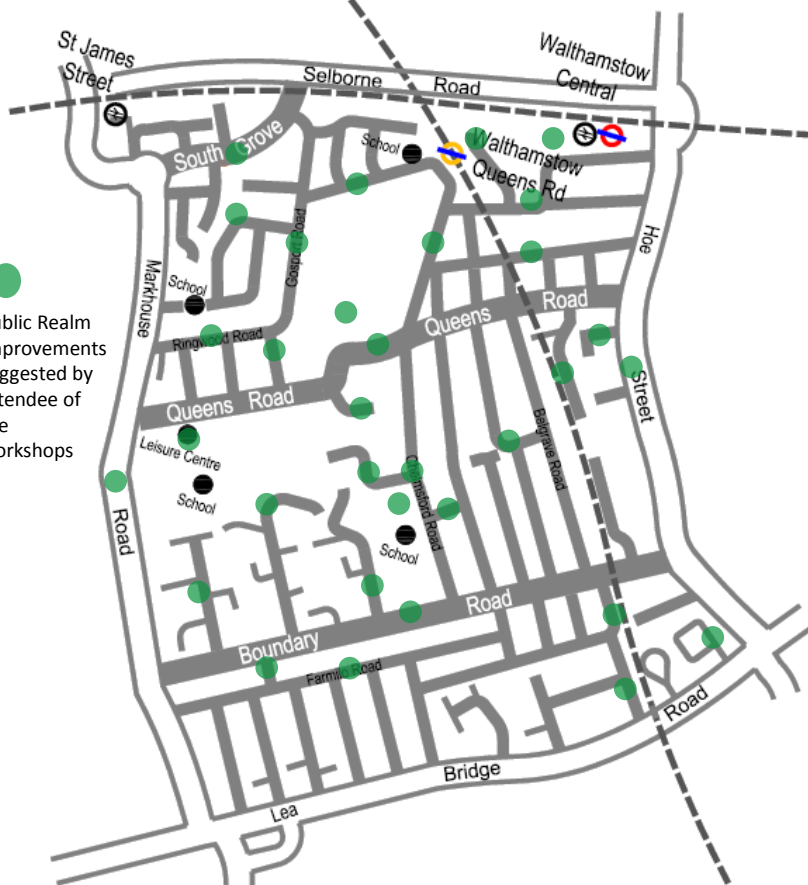 St James
Street
Selborne Road
Walthamstow
Central
South Grove
School
Walthamstow
Queens Rd
Hoe
Gosport Road
Markhouse
School
Queens Road
Ringwood Road
ublic Realm
provements
ggested by
tendee of
e
orkshops
Queens Road
Street
Leisure Centre
School
Belgrave Road
Chelmsford Road
Road
School
Boundary Road
Farmilo Road
Lea Bridge Road